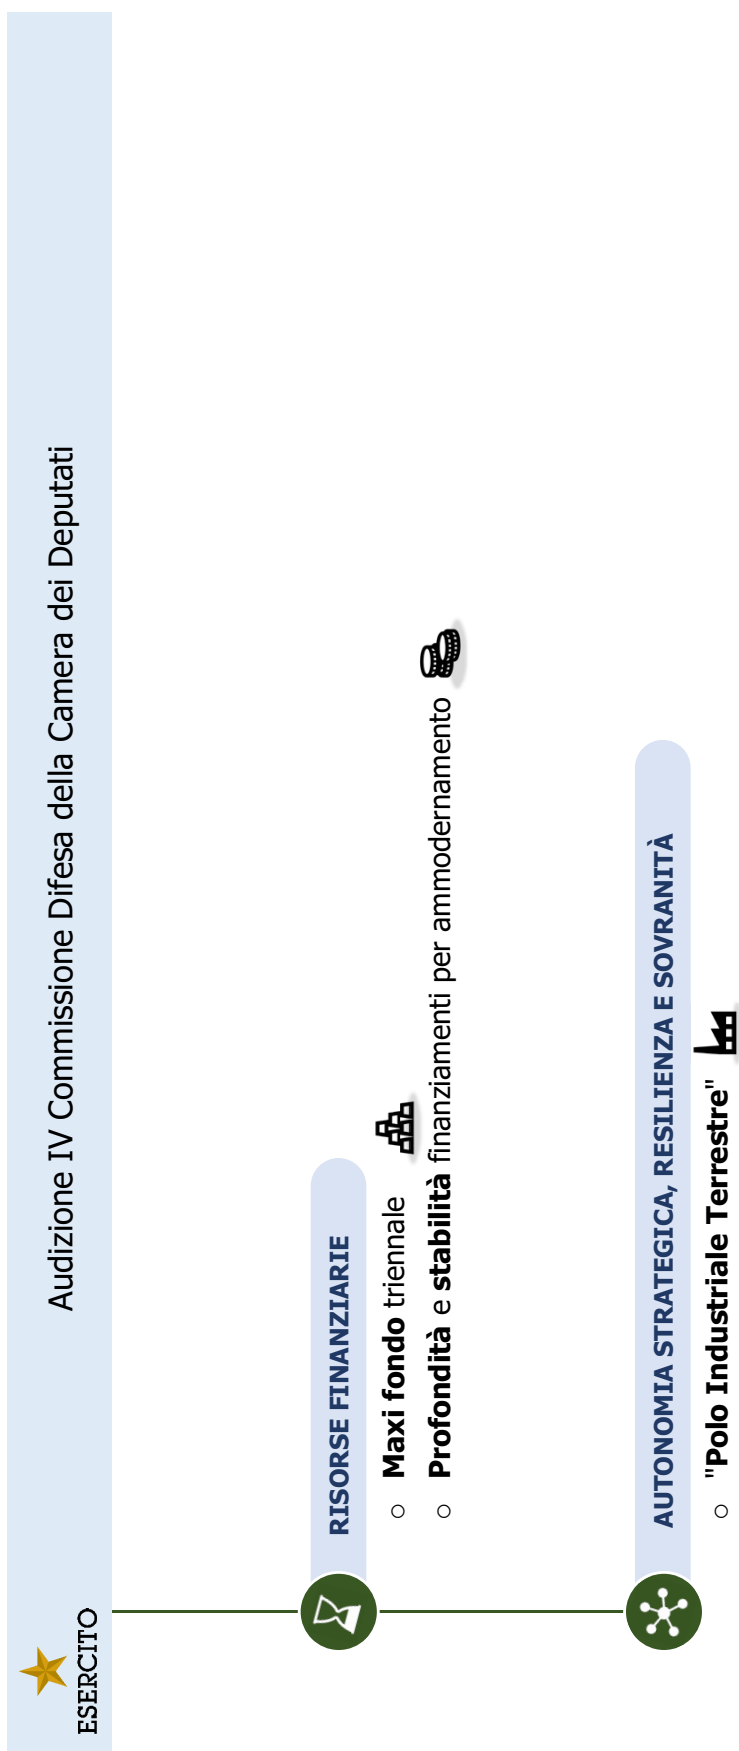 ESERCITO
Audizione IV Commissione Difesa della Camera dei Deputati
RISORSE FINANZIARIE
○ Maxi fondo triennale
○ Profondità e stabilità finanziamenti per ammodernamento
AUTONOMIA STRATEGICA, RESILIENZA E SOVRANITÀ
○ "Polo Industriale Terrestre"